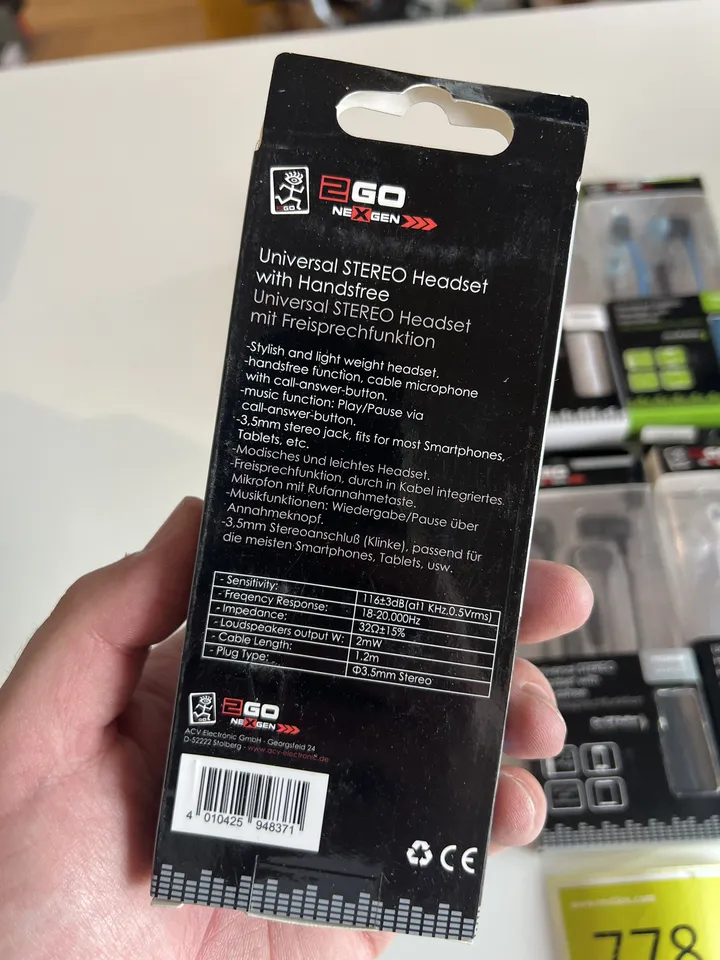 2GO
2GO
NEXGEN
Universal STEREO Headset
with Handsfree
Universal STEREO Headset
mit Freisprechfunktion
-Stylish and light weight headset.
-handsfree function, cable microphone
with call-answer-button.
-music function: Play/Pause via
call-answer-button.
-3,5mm stereo jack, fits for most Smartphones,
Tablets, etc.
-Modisches und leichtes Headset.
-Freisprechfunktion, durch in Kabel integriertes
Mikrofon mit Rufannahmetaste.
-Musikfunktionen: Wiedergabe/Pause über
Annahmeknopf.
-3,5mm Stereoanschluß (Klinke), passend für
die meisten Smartphones, Tablets, usw.
- Sensitivity: 116±3dB(at1 KHz,0.5Vrms)
- Freqency Response: 18-20,000Hz
- Impedance: 32Ω±15%
- Loudspeakers output W: 2mW
- Cable Length: 1.2m
- Plug Type: Φ3.5mm Stereo
2GO
NEXGEN
ACV Electronic GmbH - Georgsfeld 24
D-52222 Stolberg - www.acv-electronic.de
4 010425 948371
CE
778